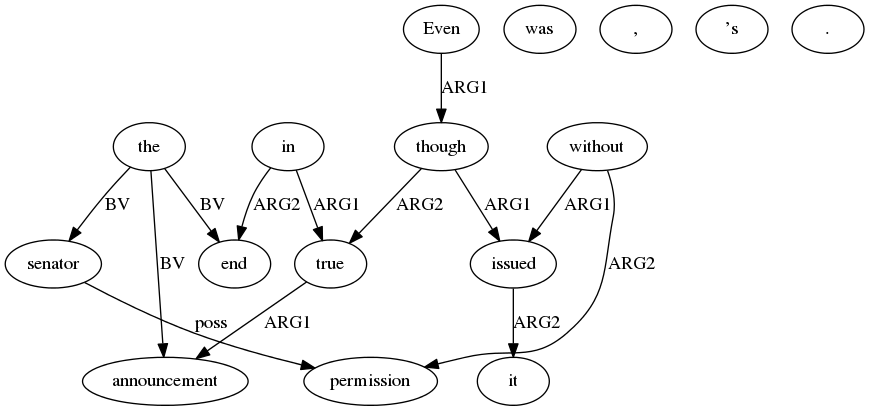 Even was , ’s .
ARG1
the in though without
BV BV ARG2 ARG1 ARG2 ARG1 ARG1
senator end true issued
BV ARG2
poss ARG1 ARG2
announcement permission it